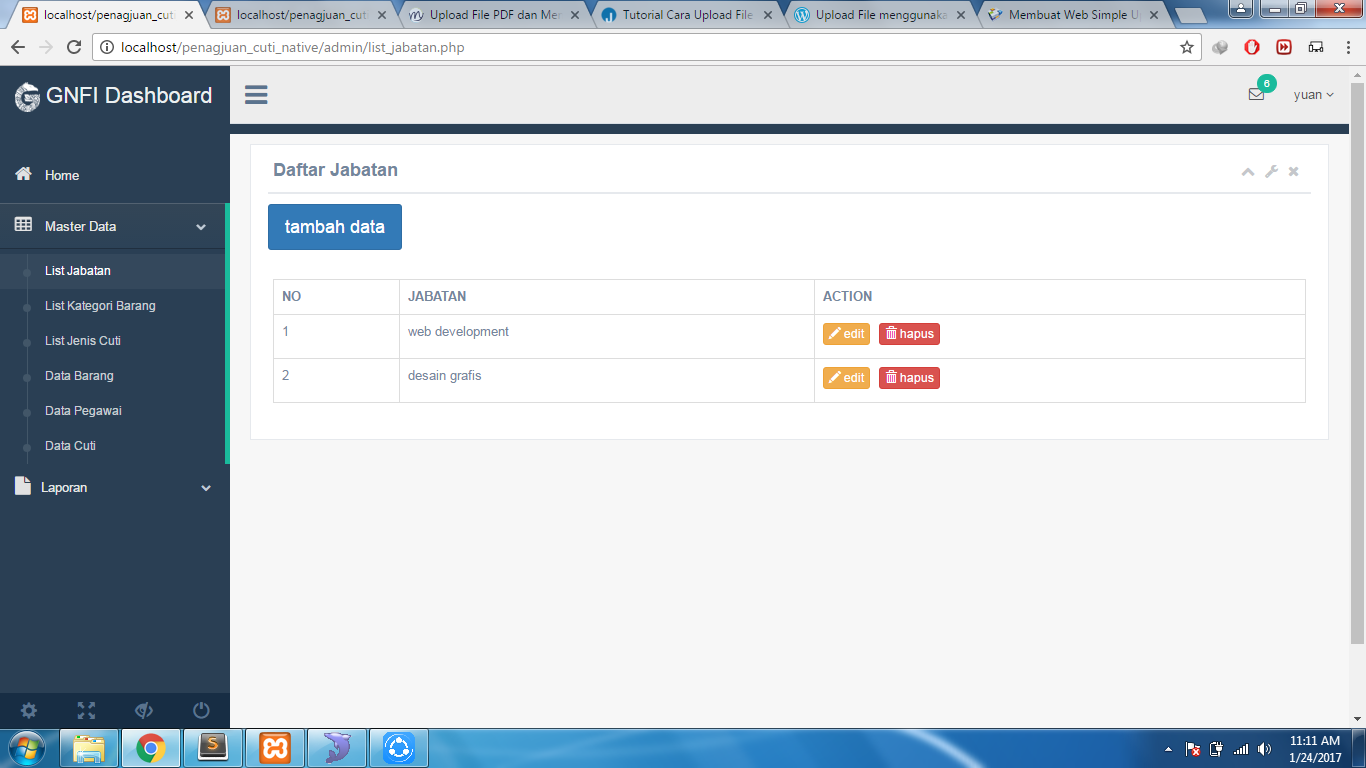 localhost/penagjuan_cuti
localhost/penagjuan_cuti
Upload File PDF dan Me
Tutorial Cara Upload File
Upload File menggunaka
Membuat Web Simple U
localhost/penagjuan_cuti_native/admin/list_jabatan.php
GNFI Dashboard
6
yuan
Home
Master Data
List Jabatan
List Kategori Barang
List Jenis Cuti
Data Barang
Data Pegawai
Data Cuti
Laporan
Daftar Jabatan
tambah data
NO JABATAN ACTION
1 web development edit hapus
2 desain grafis edit hapus
11:11 AM
1/24/2017